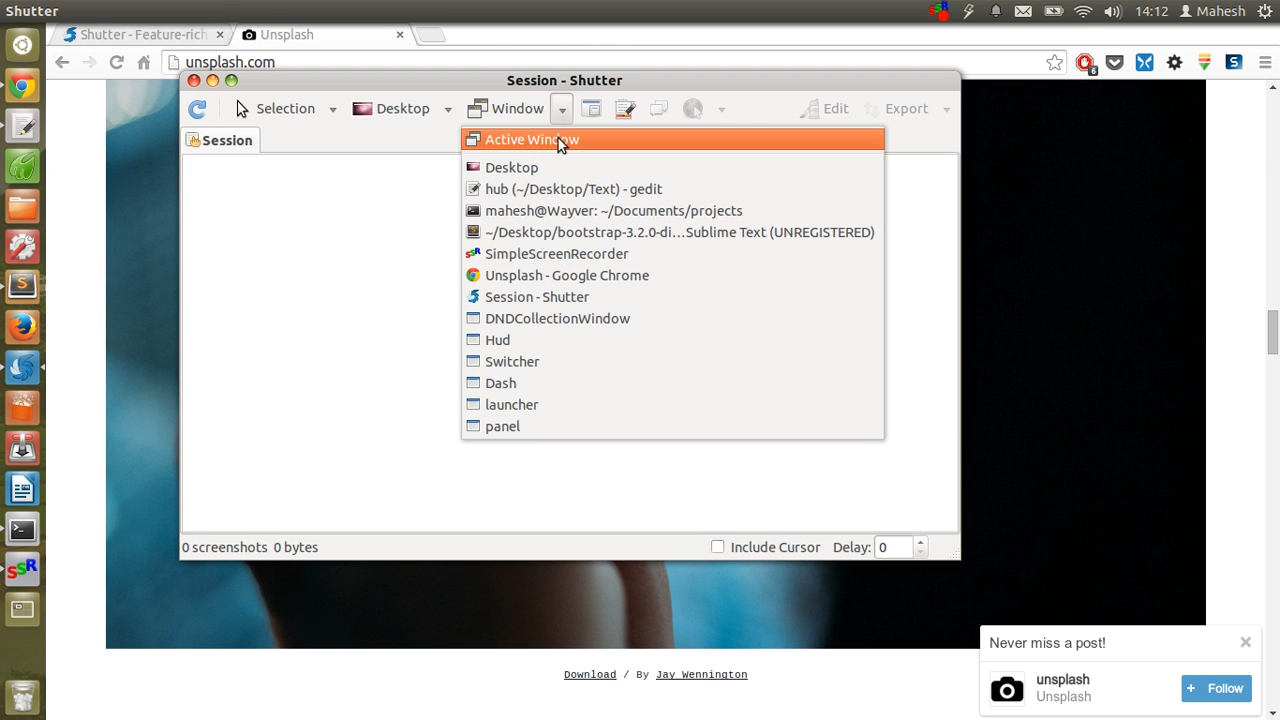 Shutter
14:12 Mahesh
Shutter - Feature-rich
Unsplash
unsplash.com
6
Session - Shutter
Selection Desktop Window Edit Export
Session
Active Window
Desktop
hub (~/Desktop/Text) - gedit
mahesh@Wayver: ~/Documents/projects
~/Desktop/bootstrap-3.2.0-di…Sublime Text (UNREGISTERED)
SimpleScreenRecorder
Unsplash - Google Chrome
Session - Shutter
DNDCollectionWindow
Hud
Switcher
Dash
launcher
panel
0 screenshots 0 bytes
Include Cursor Delay: 0
Never miss a post!
unsplash
Unsplash
+ Follow
Download / By Jay Wennington